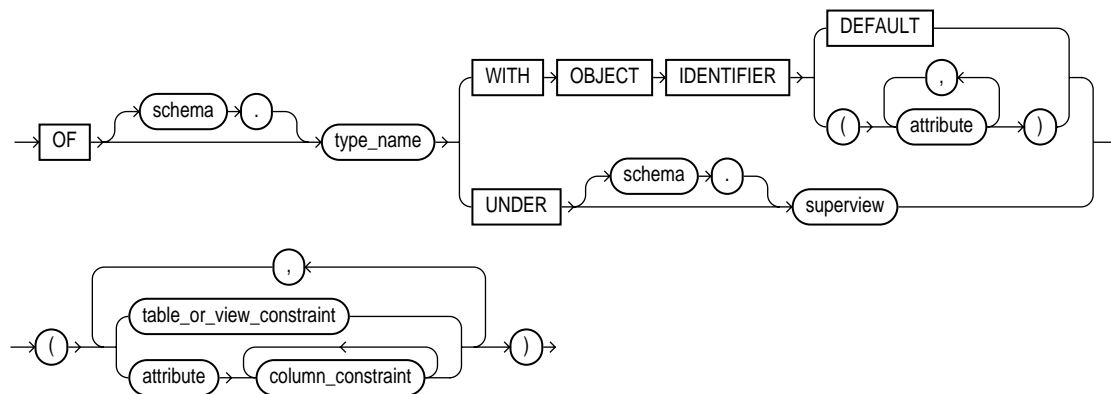 DEFAULT
WITH OBJECT IDENTIFIER
,
schema .
( attribute )
OF type_name
schema .
UNDER superview
,
table_or_view_constraint
( )
attribute column_constraint